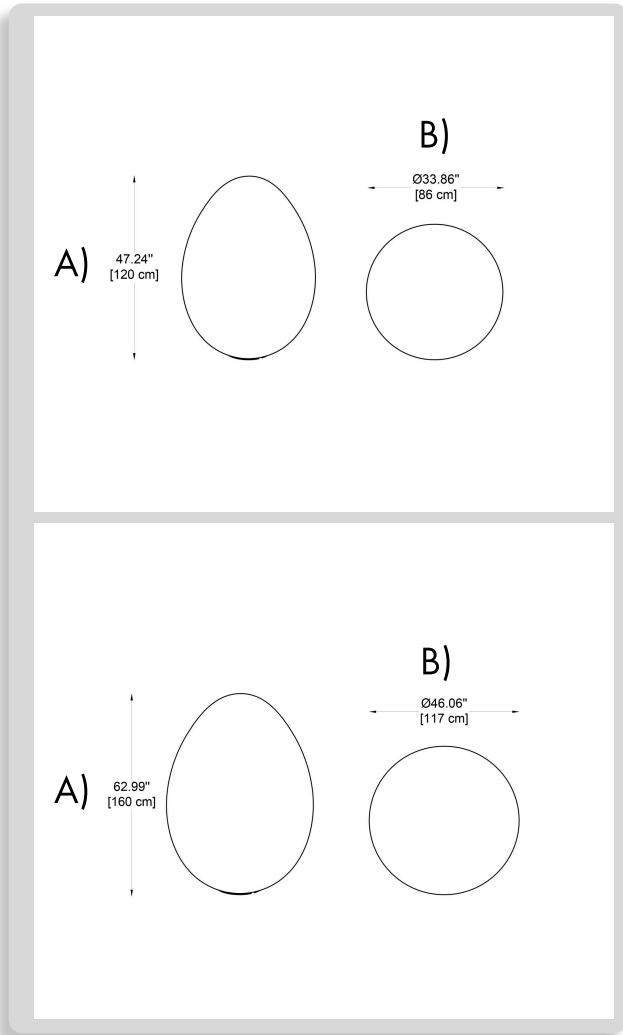 B)
Ø33.86"
[86 cm]
A)
47.24"
[120 cm]
B)
Ø46.06"
[117 cm]
A)
62.99"
[160 cm]